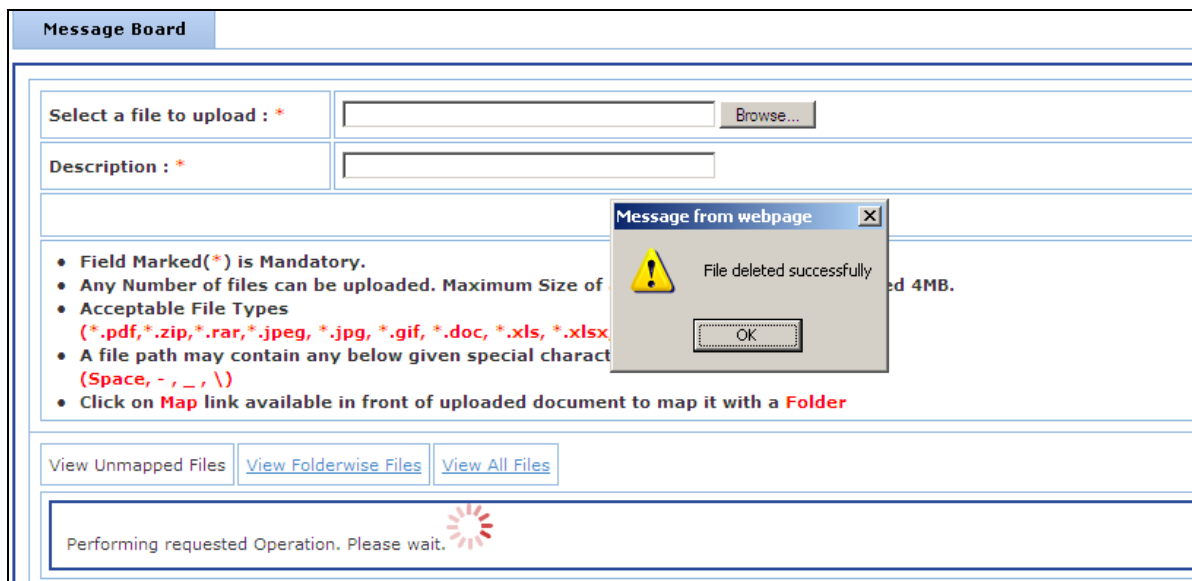 Message Board
Select a file to upload : *
Browse...
Description : *
Message from webpage
File deleted successfully
OK
• Field Marked(*) is Mandatory.
• Any Number of files can be uploaded. Maximum Size of
4MB.
• Acceptable File Types
(*.pdf,*.zip,*.rar,*.jpeg, *.jpg, *.gif, *.doc, *.xls, *.xlsx,
• A file path may contain any below given special
(Space, - , _ , \)
• Click on Map link available in front of uploaded document to map it with a Folder
View Unmapped Files
View Folderwise Files
View All Files
Performing requested Operation. Please wait.